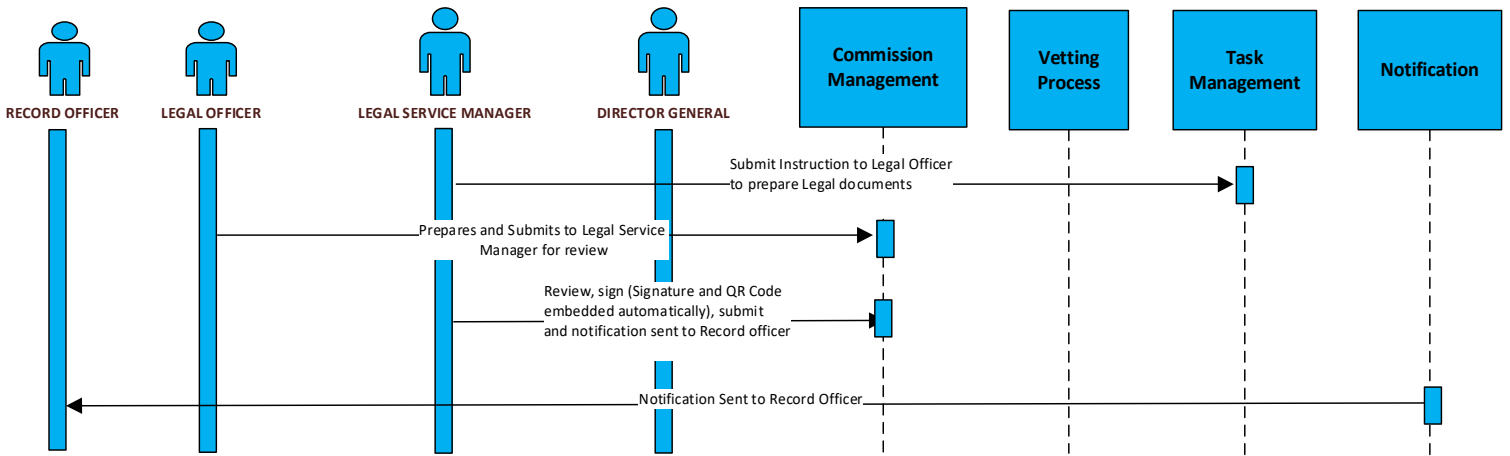 Commission
Management
Vetting
Process
Task
Management
Notification
RECORD OFFICER
LEGAL OFFICER
LEGAL SERVICE MANAGER
DIRECTOR GENERAL
Submit Instruction to Legal Officer
to prepare Legal documents
Prepares and Submits to Legal Service
Manager for review
Review, sign (Signature and QR Code
embedded automatically), submit
and notification sent to Record officer
Notification Sent to Record Officer